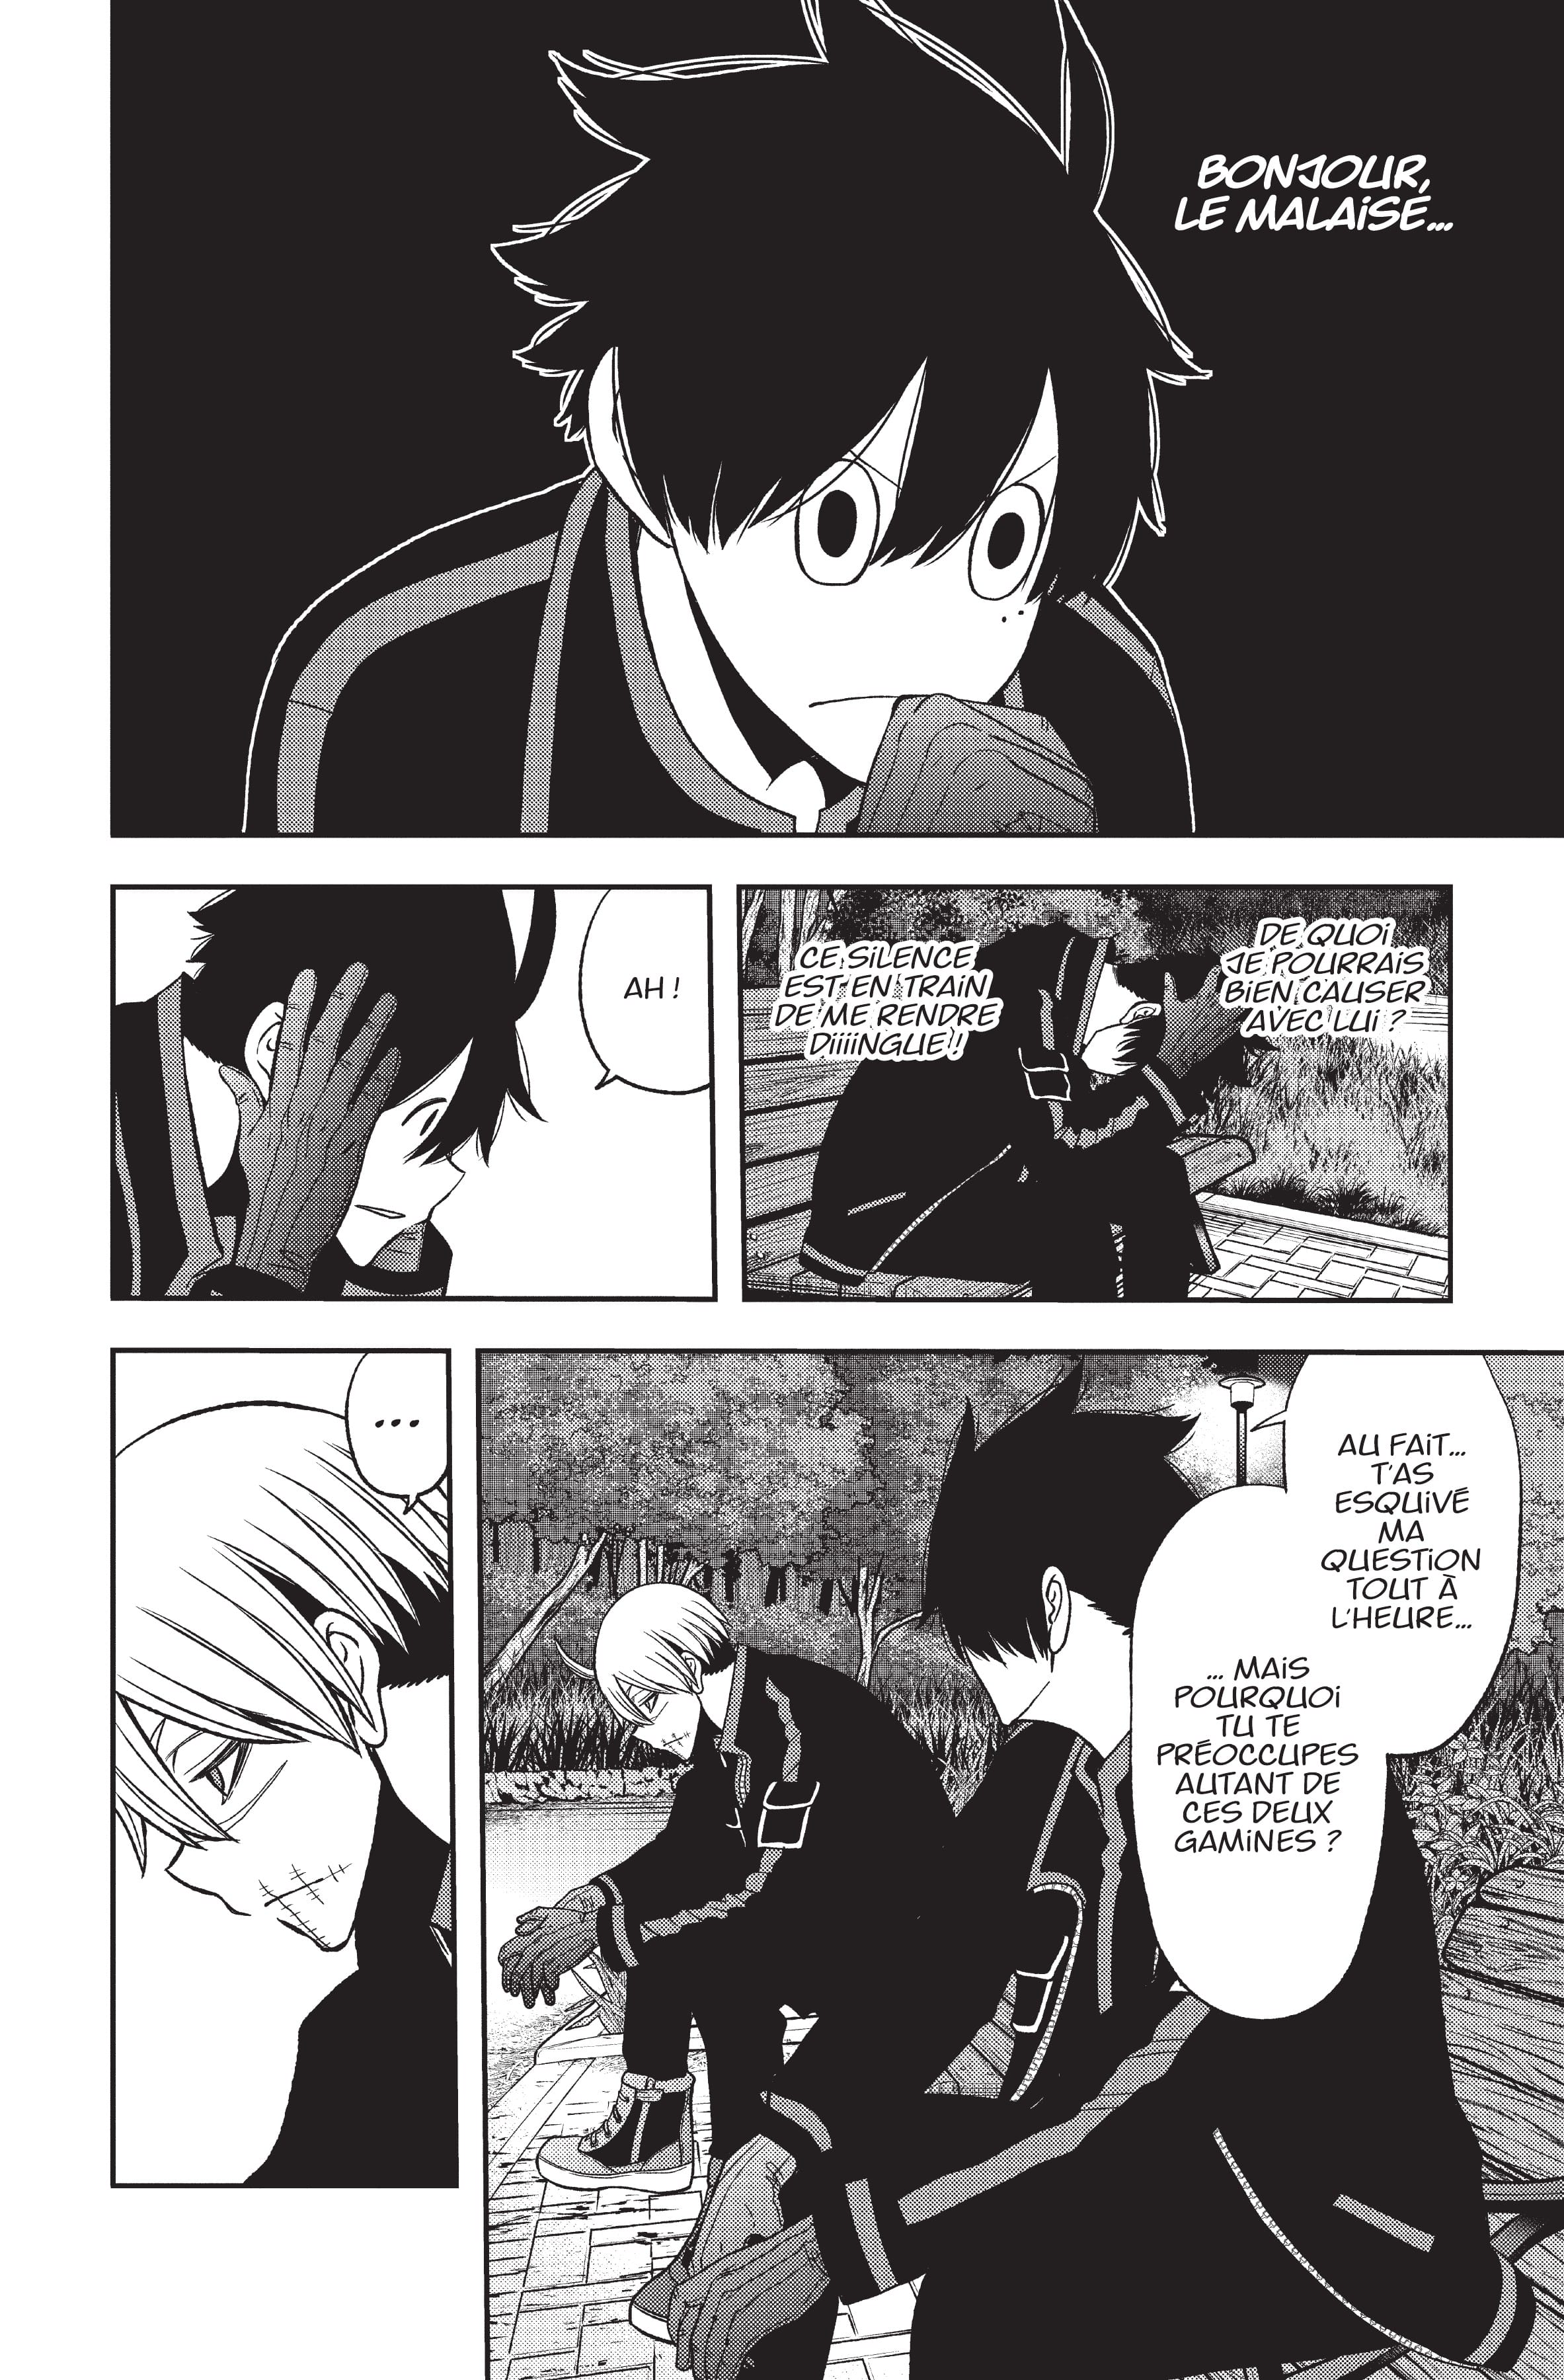 BONJOUR,
LE MALAISE...
DE QUOI
JE POURRAIS
BIEN CAUSER
AVEC LUI ?
CE SILENCE
EST EN TRAIN
DE ME RENDRE
DIIIINGUE !
AH !
AU FAIT...
T'AS
ESQUIVÉ
MA
QUESTION
TOUT À
L'HEURE...
... MAIS
POURQUOI
TU TE
PRÉOCCUPES
AUTANT DE
CES DEUX
GAMINES ?
...